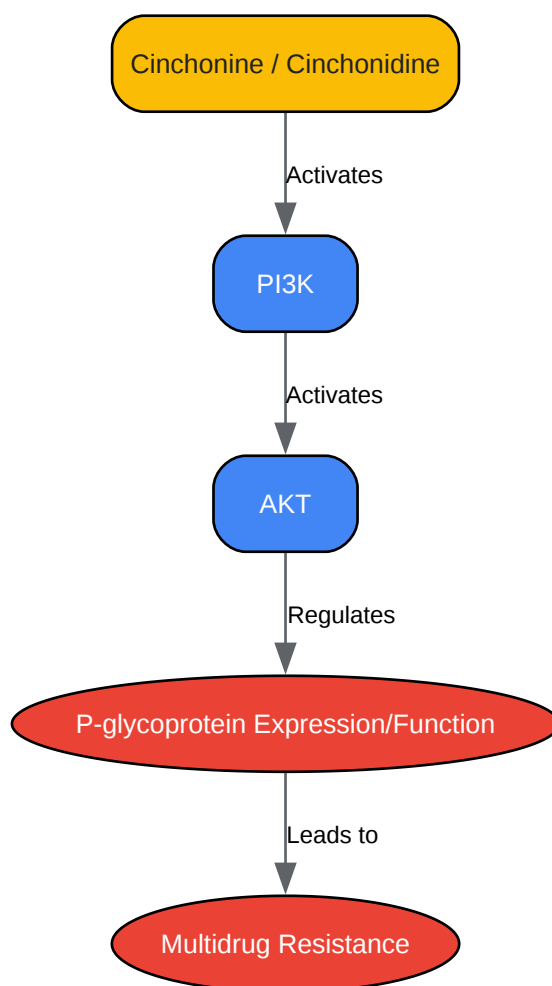 Cinchonine / Cinchonidine
Activates
PI3K
Activates
AKT
Regulates
P-glycoprotein Expression/Function
Leads to
Multidrug Resistance